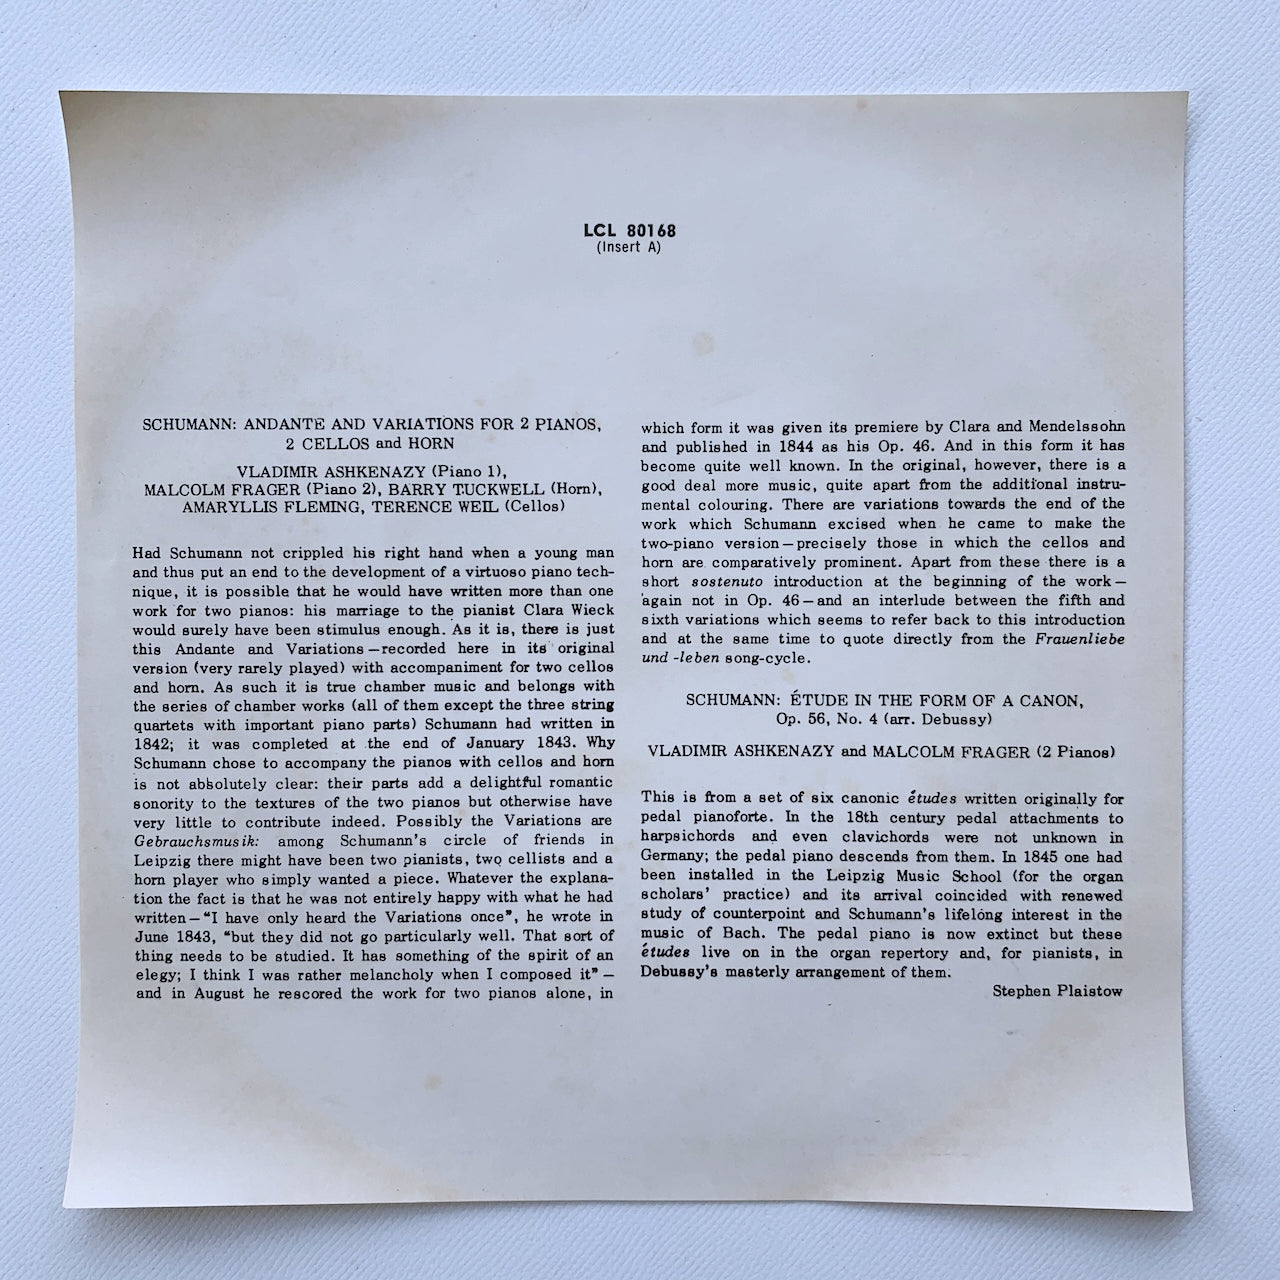 LCL 80168
(Insert A)
SCHUMANN: ANDANTE AND VARIATIONS FOR 2 PIANOS,
2 CELLOS and HORN
VLADIMIR ASHKENAZY (Piano 1),
MALCOLM FRAGER (Piano 2), BARRY TUCKWELL (Horn),
AMARYLLIS FLEMING, TERENCE WEIL (Cellos)
Had Schumann not crippled his right hand when a young man
and thus put an end to the development of a virtuoso piano tech-
nique, it is possible that he would have written more than one
work for two pianos: his marriage to the pianist Clara Wieck
would surely have been stimulus enough. As it is, there is just
this Andante and Variations—recorded here in its original
version (very rarely played) with accompaniment for two cellos
and horn. As such it is true chamber music and belongs with
the series of chamber works (all of them except the three string
quartets with important piano parts) Schumann had written in
1842; it was completed at the end of January 1843. Why
Schumann chose to accompany the pianos with cellos and horn
is not absolutely clear: their parts add a delightful romantic
sonority to the textures of the two pianos but otherwise have
very little to contribute indeed. Possibly the Variations are
Gebrauchsmusik: among Schumann's circle of friends in
Leipzig there might have been two pianists, two cellists and a
horn player who simply wanted a piece. Whatever the explana-
tion the fact is that he was not entirely happy with what he had
written—"I have only heard the Variations once", he wrote in
June 1843, "but they did not go particularly well. That sort of
thing needs to be studied. It has something of the spirit of an
elegy; I think I was rather melancholy when I composed it"—
and in August he rescored the work for two pianos alone, in
which form it was given its premiere by Clara and Mendelssohn
and published in 1844 as his Op. 46. And in this form it has
become quite well known. In the original, however, there is a
good deal more music, quite apart from the additional instru-
mental colouring. There are variations towards the end of the
work which Schumann excised when he came to make the
two-piano version—precisely those in which the cellos and
horn are comparatively prominent. Apart from these there is a
short sostenuto introduction at the beginning of the work—
again not in Op. 46—and an interlude between the fifth and
sixth variations which seems to refer back to this introduction
and at the same time to quote directly from the Frauenliebe
und -leben song-cycle.
SCHUMANN: ÉTUDE IN THE FORM OF A CANON,
Op. 56, No. 4 (arr. Debussy)
VLADIMIR ASHKENAZY and MALCOLM FRAGER (2 Pianos)
This is from a set of six canonic études written originally for
pedal pianoforte. In the 18th century pedal attachments to
harpsichords and even clavichords were not unknown in
Germany; the pedal piano descends from them. In 1845 one had
been installed in the Leipzig Music School (for the organ
scholars' practice) and its arrival coincided with renewed
study of counterpoint and Schumann's lifelong interest in the
music of Bach. The pedal piano is now extinct but these
études live on in the organ repertory and, for pianists, in
Debussy's masterly arrangement of them.
Stephen Plaistow